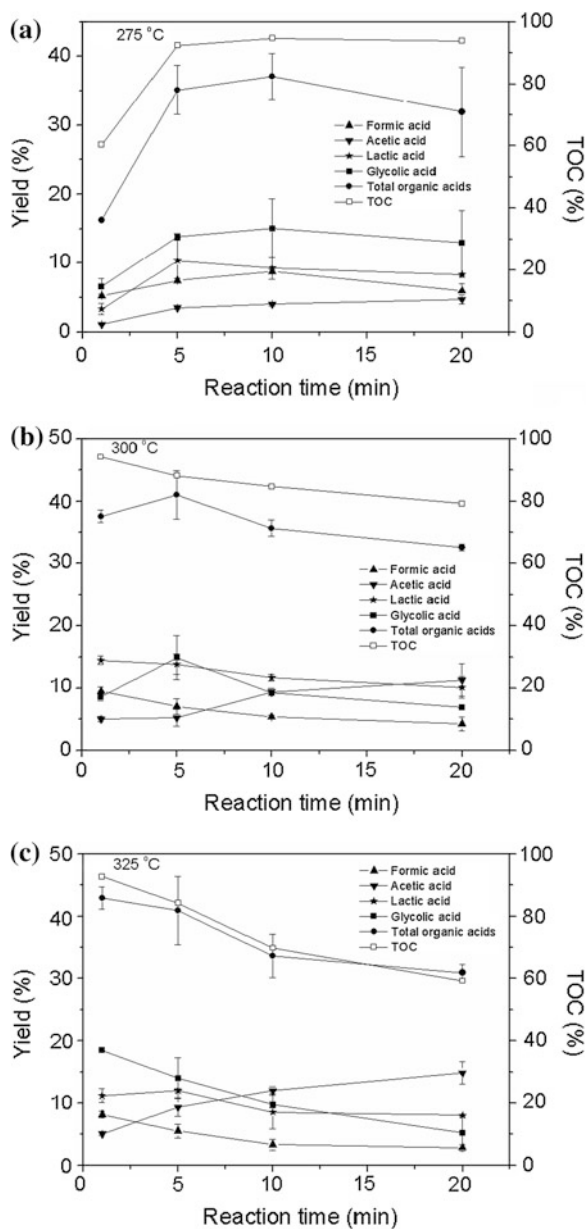 (a)
275 °C
40
30
20
10
0
Yield (%)
100
80
60
40
20
0
TOC (%)
Formic acid
Acetic acid
Lactic acid
Glycolic acid
Total organic acids
TOC
0 5 10 15 20
Reaction time (min)
(b)
300 °C
50
40
30
20
10
0
Yield (%)
100
80
60
40
20
0
TOC (%)
Formic acid
Acetic acid
Lactic acid
Glycolic acid
Total organic acids
TOC
0 5 10 15 20
Reaction time (min)
(c)
325 °C
50
40
30
20
10
0
Yield (%)
100
80
60
40
20
0
TOC (%)
Formic acid
Acetic acid
Lactic acid
Glycolic acid
Total organic acids
TOC
0 5 10 15 20
Reaction time (min)